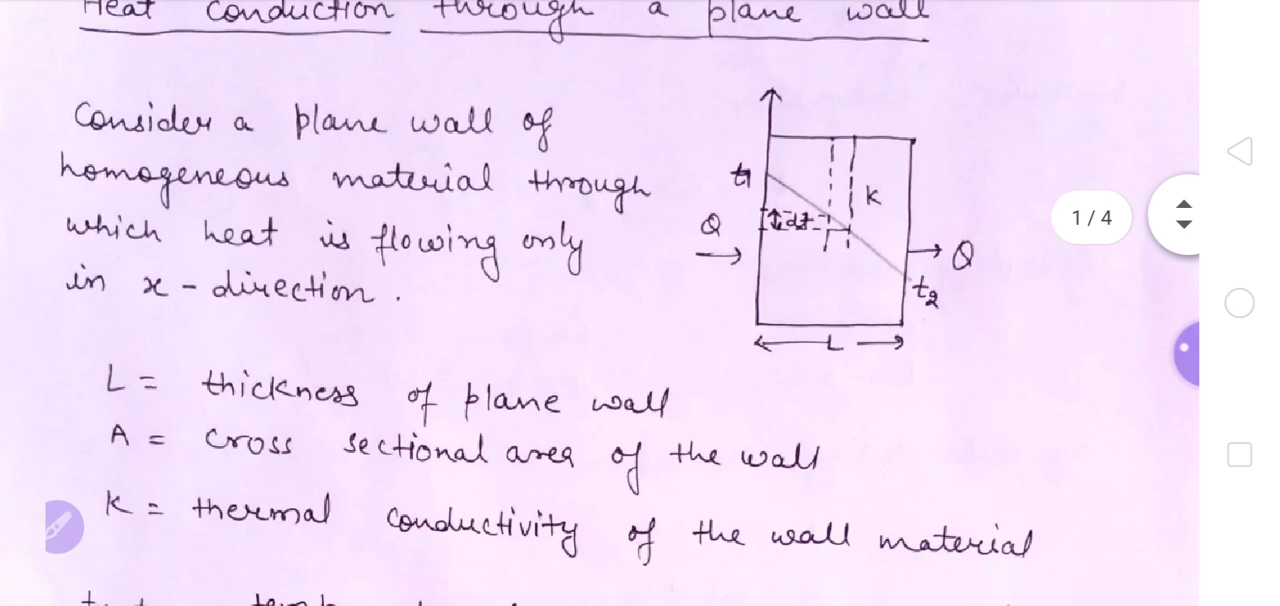 Heat conduction through a plane wall
Consider a plane wall of
homogeneous material through
which heat is flowing only
in x - direction .
t1
k
Q
dt
Q
t2
L
L = thickness of plane wall
A = cross sectional area of the wall
K = thermal conductivity of the wall material
1 / 4